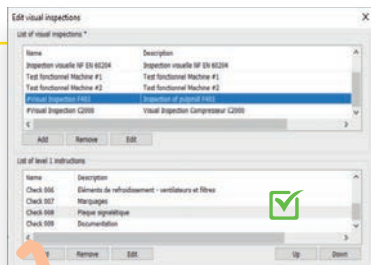 Edit visual inspections
X
List of visual inspections *
Name Description
Inspection visuelle NF EN 60204 Inspection visuelle NF EN 60204
Test fonctionnel Machine #1 Test fonctionnel Machine #1
Test fonctionnel Machine #2 Test fonctionnel Machine #2
#Visual Inspection F403 Inspection of F403
#Visual Inspection C2000 Visual Inspection Compresseur C2000
Add Remove Edit
List of level 1 instructions
Name Description
Check 006 Eléments de refroidissement - ventilateurs et filtres
Check 007 Marquages
Check 008 Plaque signalétique
Check 009 Documentation
Remove Edit Up Down